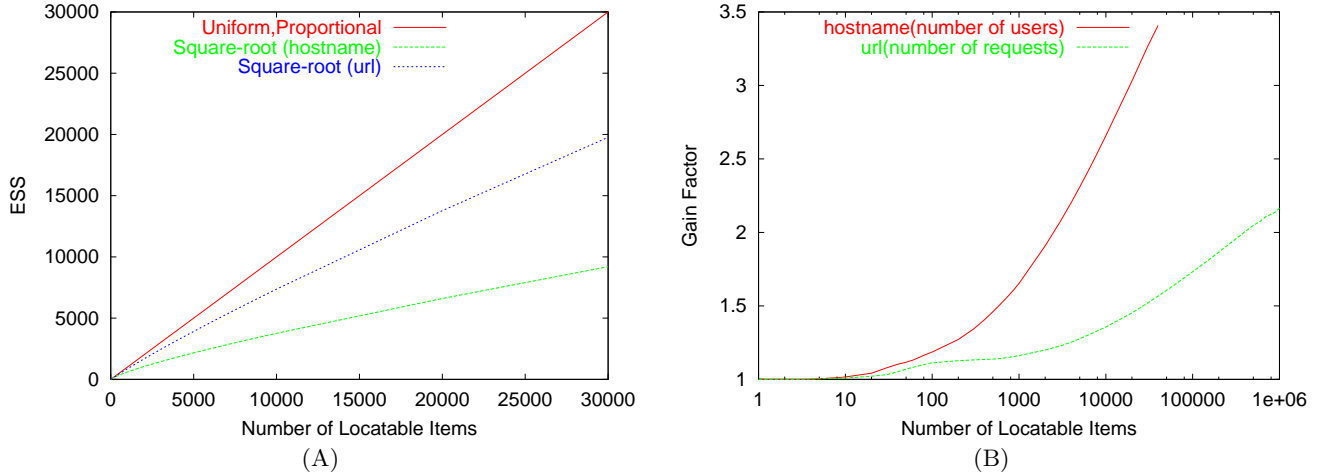 Uniform,Proportional
Square-root (hostname)
Square-root (url)
30000
25000
20000
15000
10000
5000
0
ESS
0 5000 10000 15000 20000 25000 30000
Number of Locatable Items
(A)
hostname(number of users)
url(number of requests)
3.5
3
2.5
2
1.5
1
Gain Factor
1 10 100 1000 10000 100000 1e+06
Number of Locatable Items
(B)